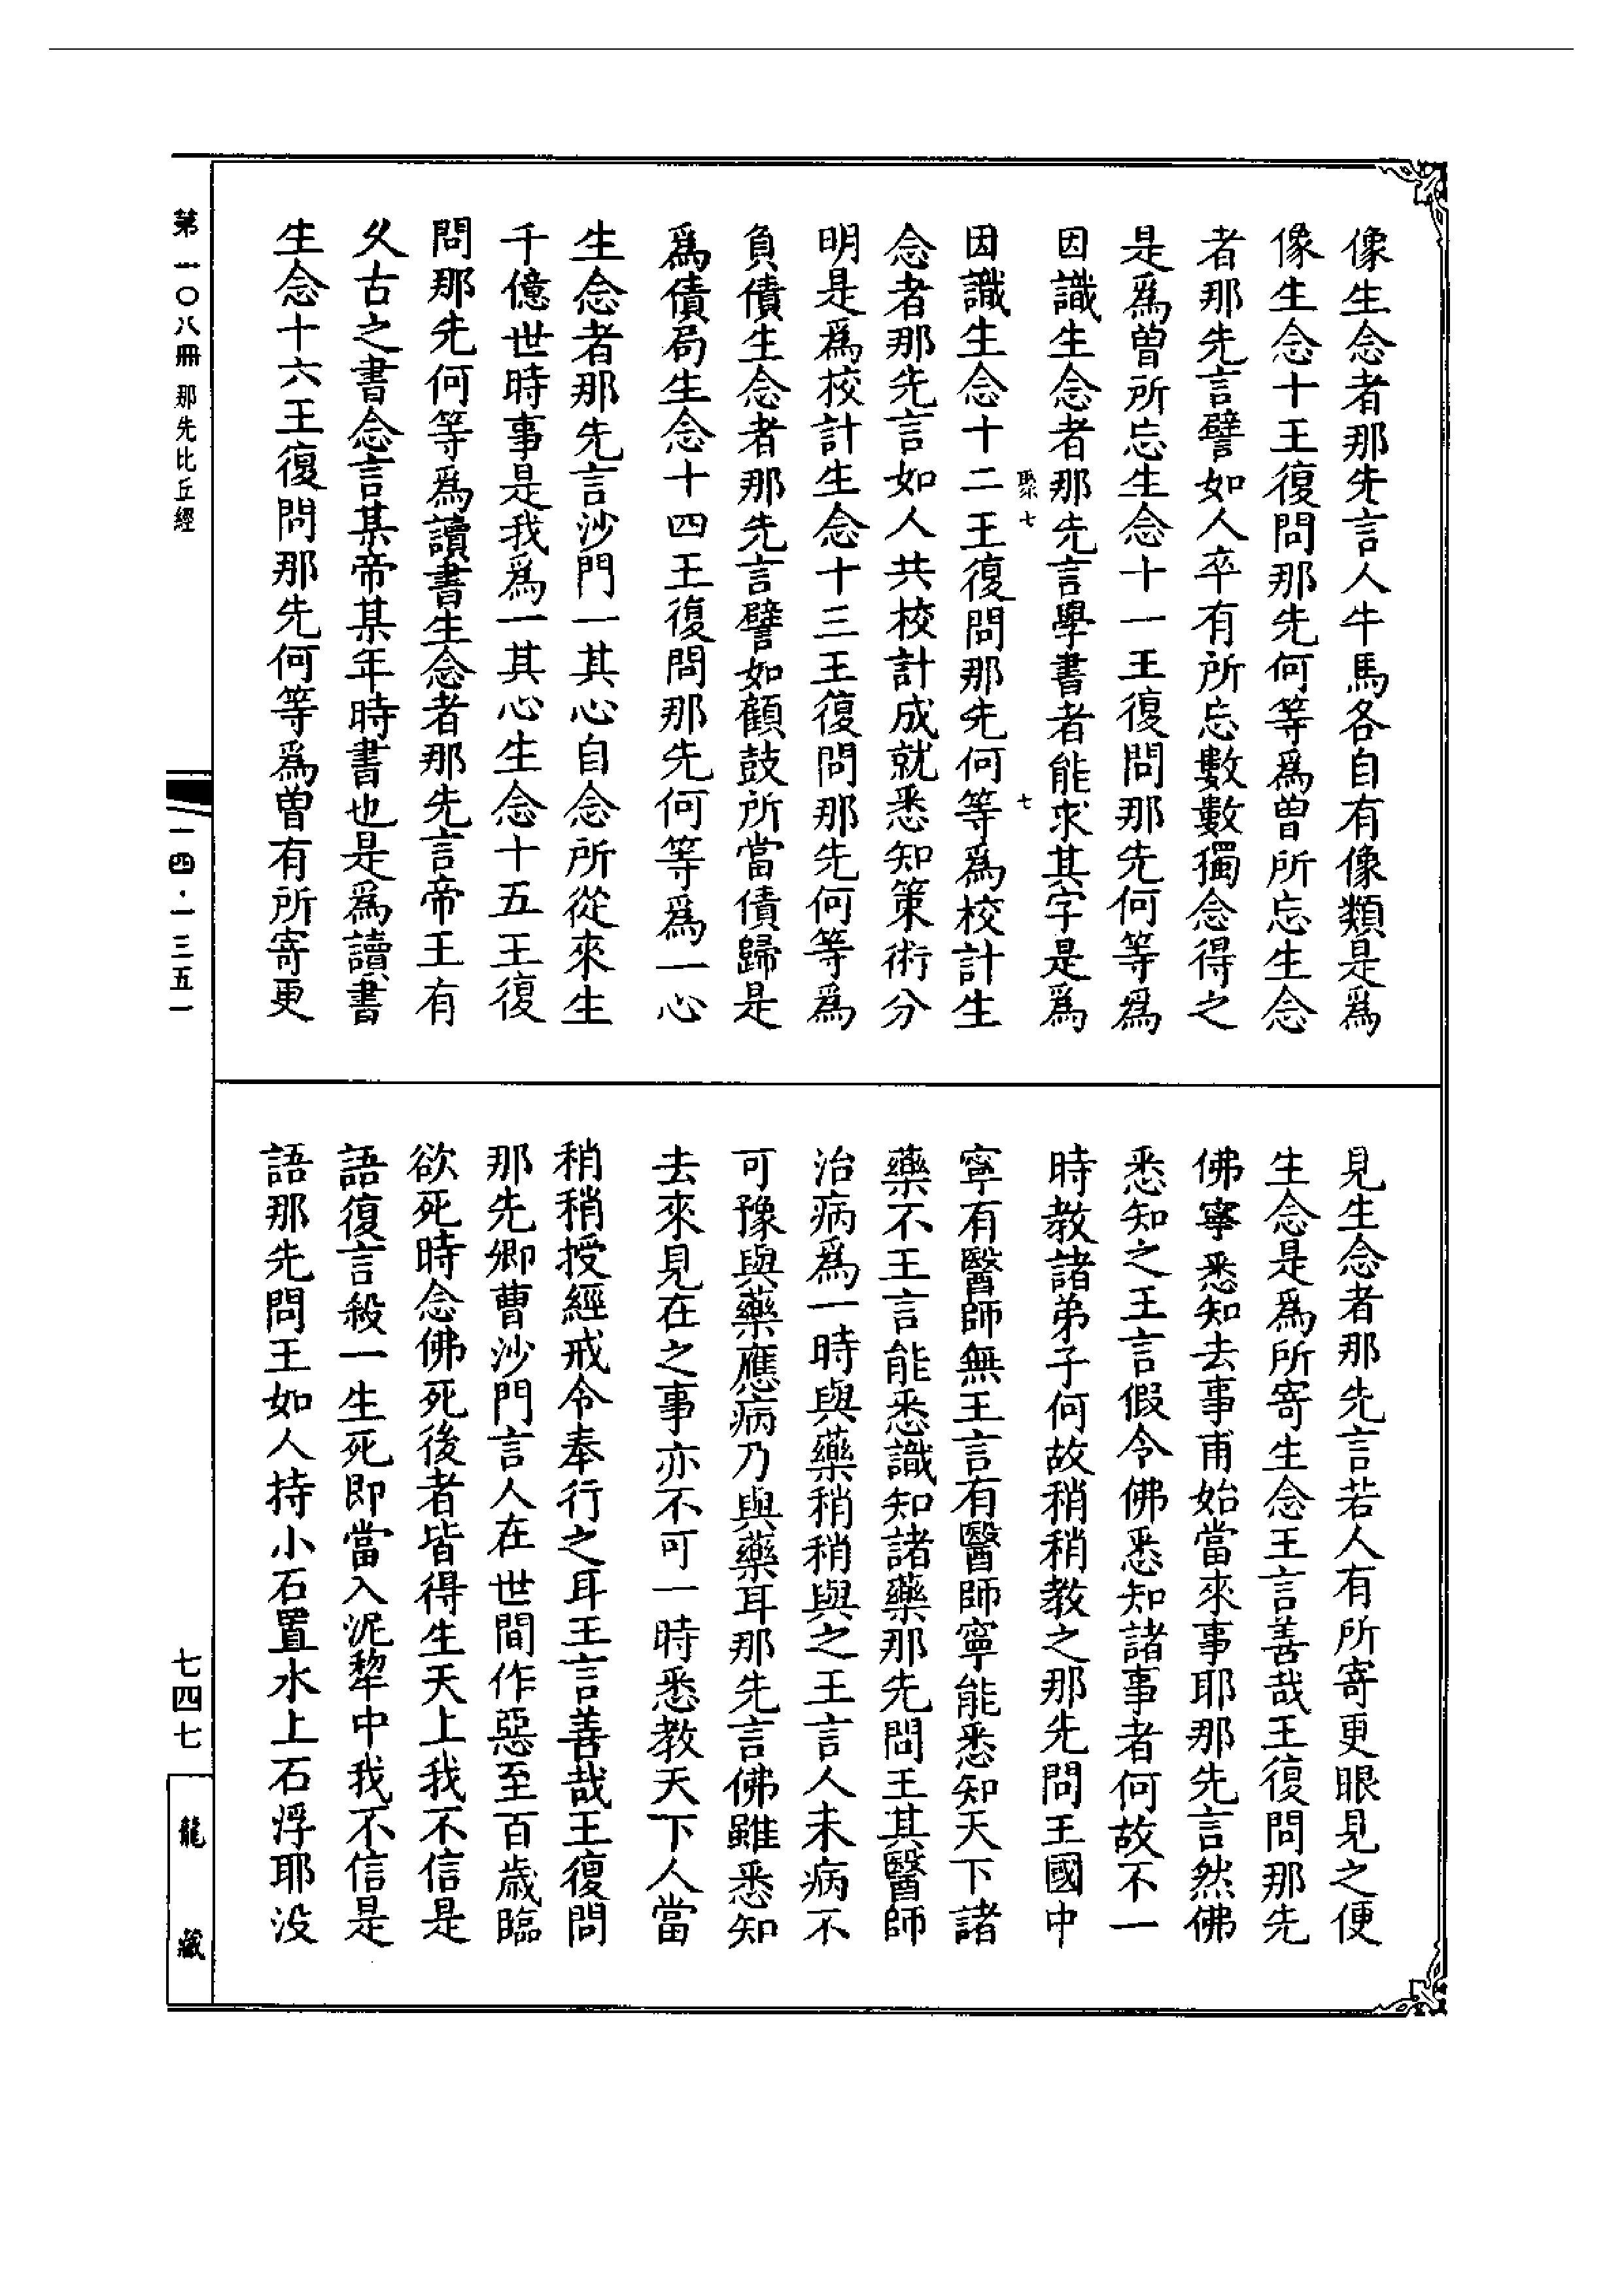 像生念者那先言人牛馬各自有像類是爲
像生念十王復問那先何等爲曽所忘生念
者那先言譬如人卒有所忘數數獨念得之
是爲曽所忘生念十一王復問那先何等爲
因識生念者那先言學書者能求其字是爲
聚七
七
因識生念十二王復問那先何等爲校計生
念者那先言如人共校計成就悉知策術分
明是爲校計生念十三王復問那先何等爲
負債生念者那先言譬如顧鼓所當債歸是
爲債局生念十四王復問那先何等爲一心
生念者那先言沙門一其心自念所從來生
千億世時事是我爲一其心生念十五王復
問那先何等爲讀書生念者那先言帝王有
久古之書念言某帝某年時書也是爲讀書
生念十六王復問那先何等爲曽有所寄更
見生念者那先言若人有所寄更眼見之便
生念是爲所寄生念王言善哉王復問那先
佛寧悉知去事甫始當來事耶那先言然佛
悉知之王言假令佛悉知諸事者何故不一
時教諸弟子何故稍稍教之那先問王國中
寧有醫師無王言有醫師寧能悉知天下諸
藥不王言能悉識知諸藥那先問王其醫師
治病爲一時與藥稍稍與之王言人未病不
可豫與藥應病乃與藥耳那先言佛雖悉知
去來見在之事亦不可一時悉教天下人當
稍稍授經戒令奉行之耳王言善哉王復問
那先卿曹沙門言人在世間作惡至百歲臨
欲死時念佛死後者皆得生天上我不信是
語復言殺一生死即當入泥犂中我不信是
語那先問王如人持小石置水上石浮耶没
第一〇八冊 那先比丘經
一四·一三五一
七四七
龍藏